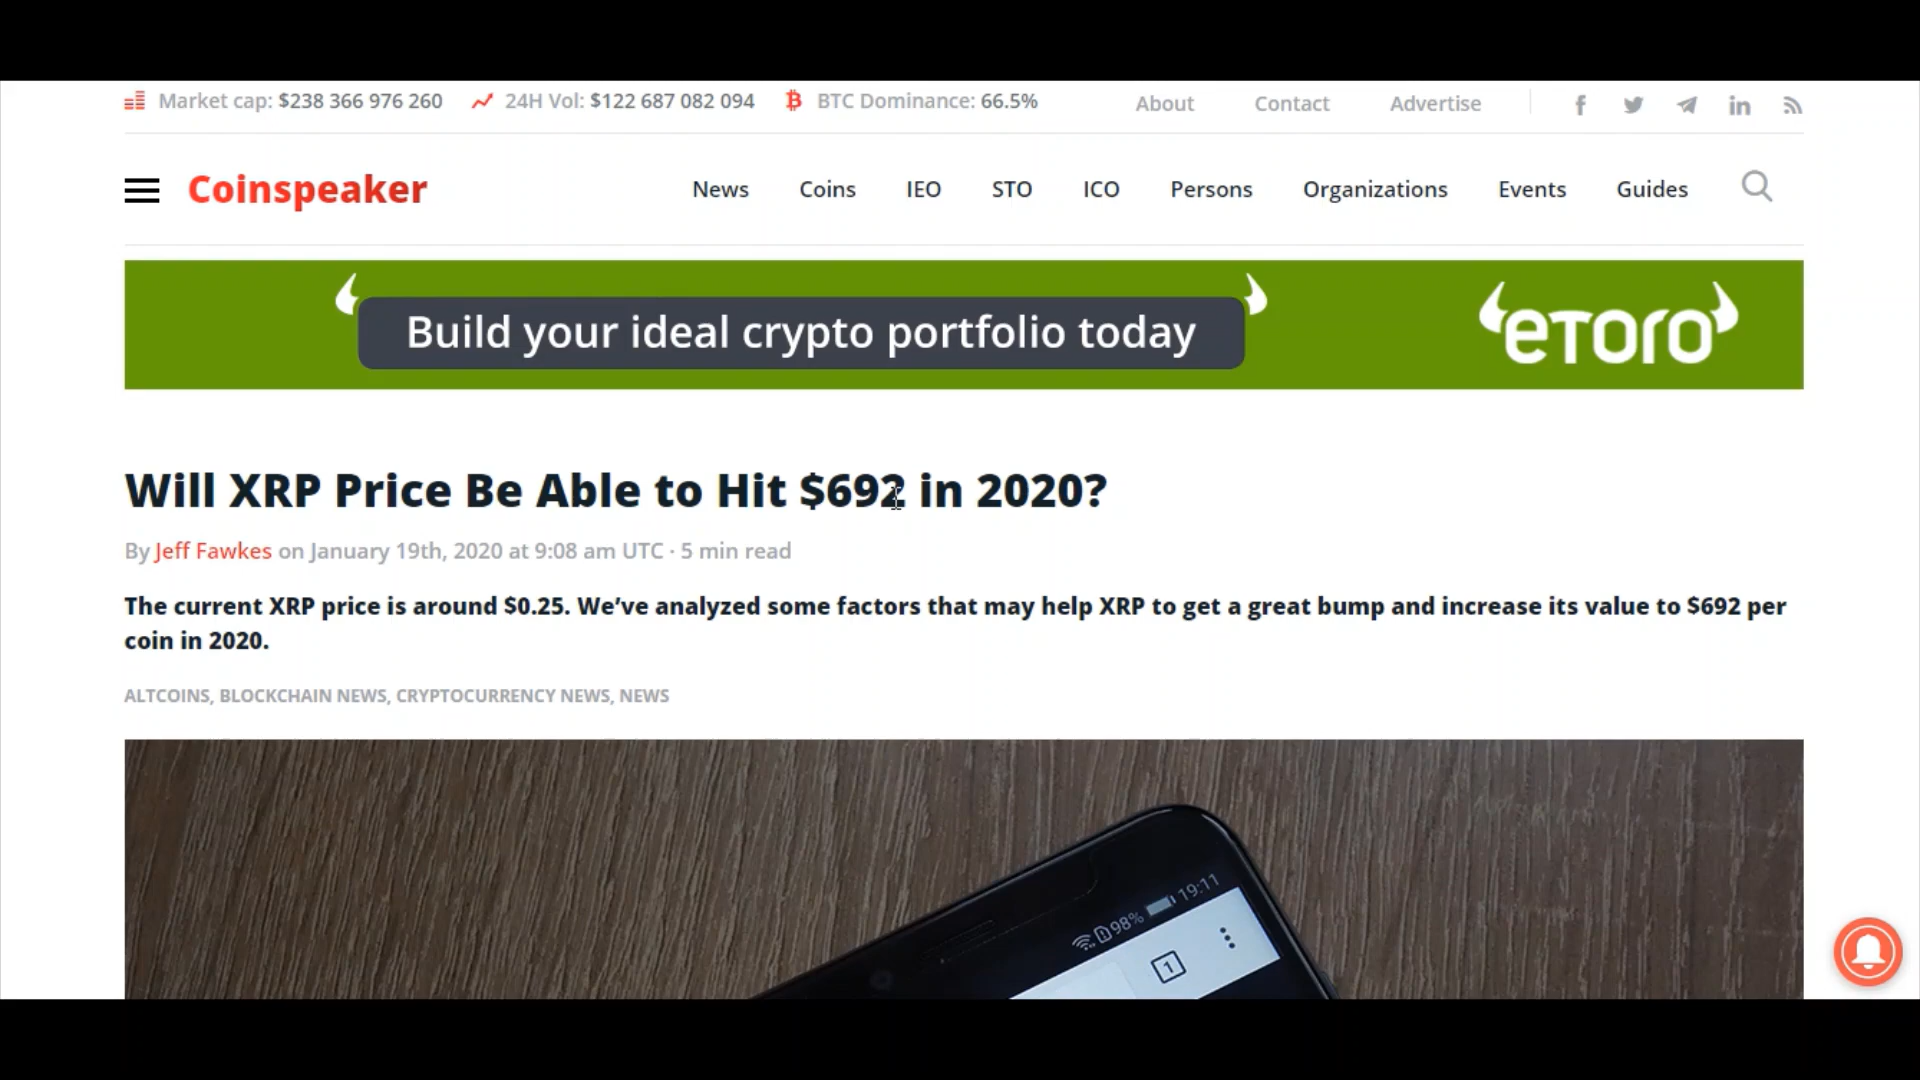 Market cap: $238 366 976 260 24H Vol: $122 687 082 094 BTC Dominance: 66.5% About Contact Advertise
Coinspeaker News Coins IEO STO ICO Persons Organizations Events Guides
Build your ideal crypto portfolio today eToro
Will XRP Price Be Able to Hit $692 in 2020?
By Jeff Fawkes on January 19th, 2020 at 9:08 am UTC · 5 min read
The current XRP price is around $0.25. We’ve analyzed some factors that may help XRP to get a great bump and increase its value to $692 per
coin in 2020.
ALTCOINS, BLOCKCHAIN NEWS, CRYPTOCURRENCY NEWS, NEWS
98% 19:11
1